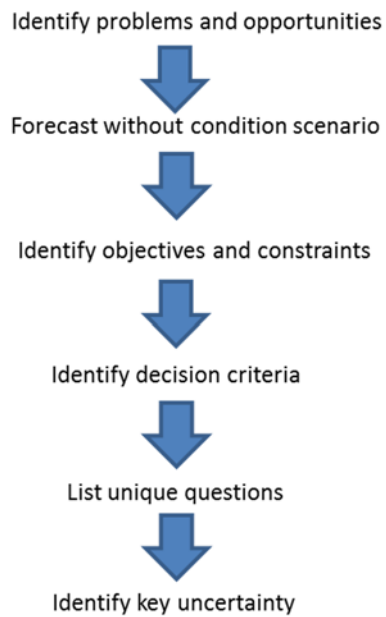 Identify problems and opportunities
Forecast without condition scenario
Identify objectives and constraints
Identify decision criteria
List unique questions
Identify key uncertainty